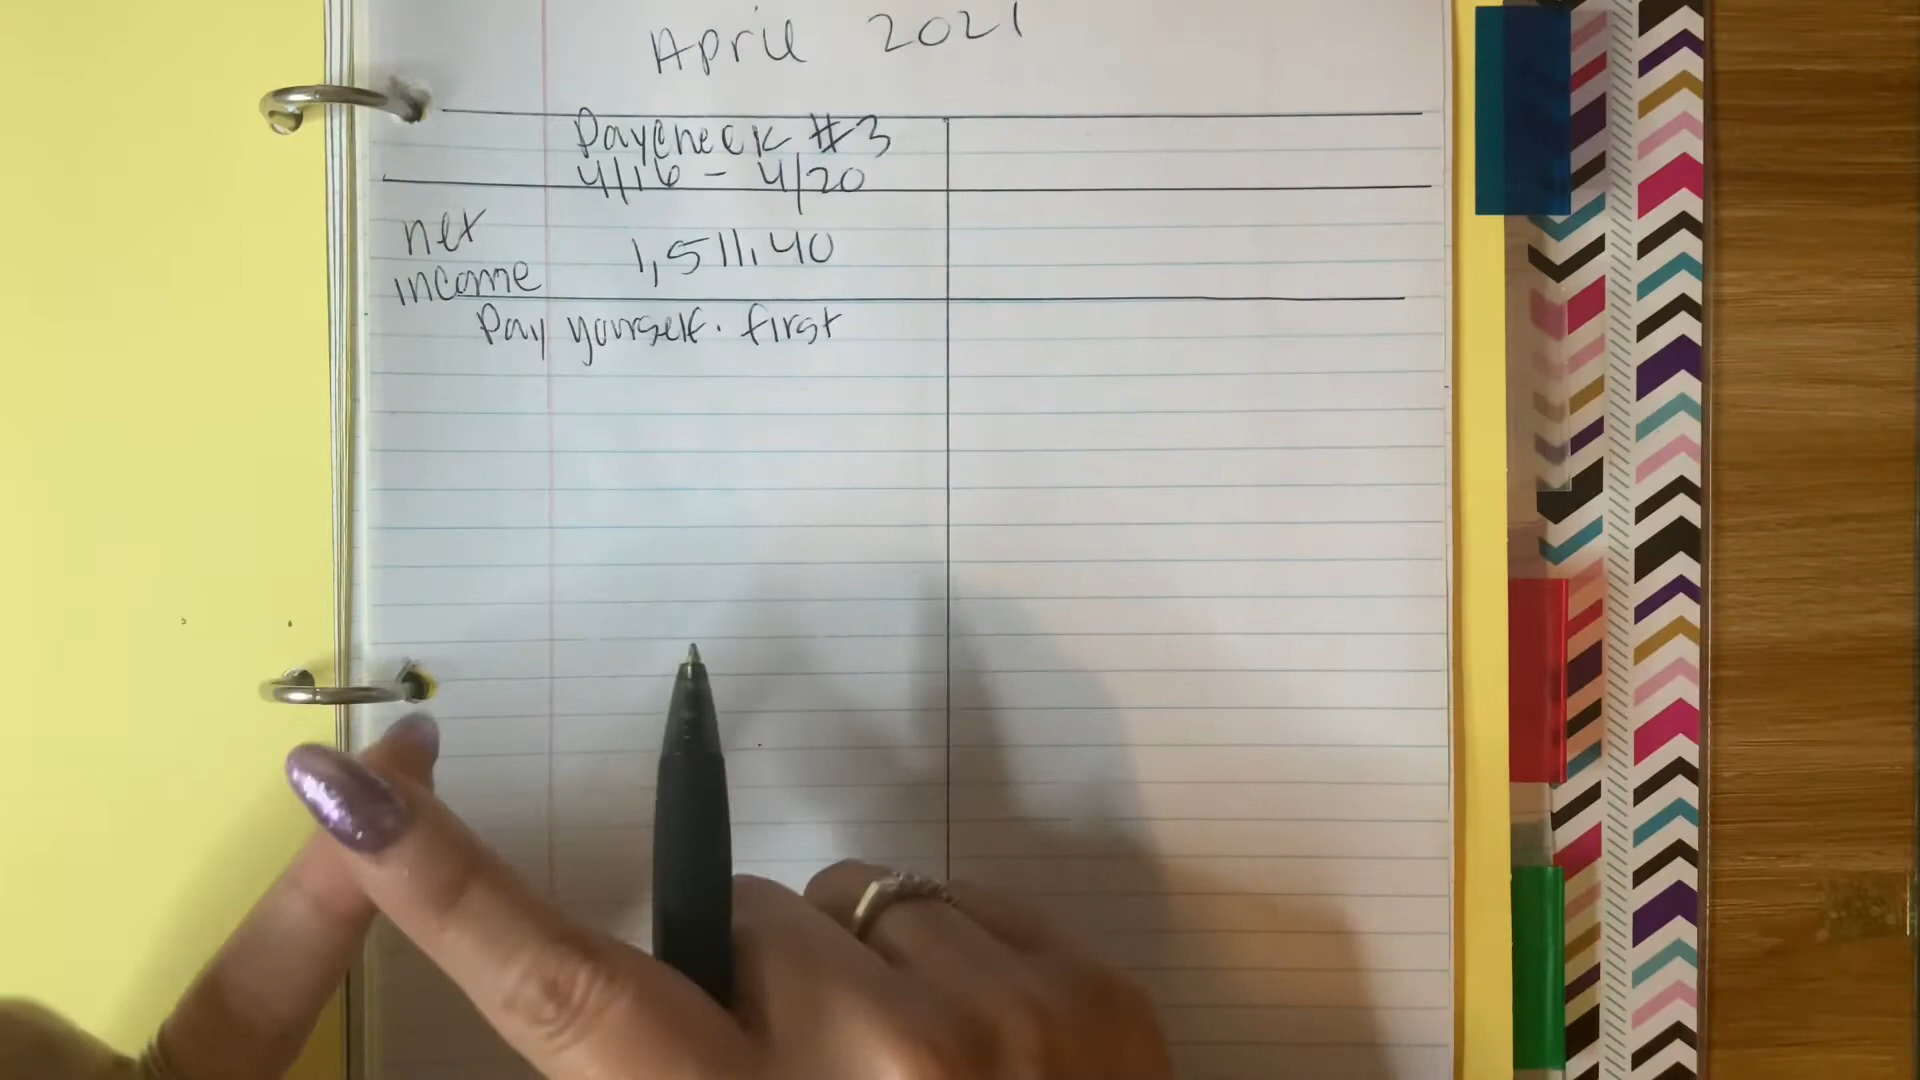 April 2021
Paycheck #3
4/16 - 4/20
net
income 1,511.40
Pay yourself. first